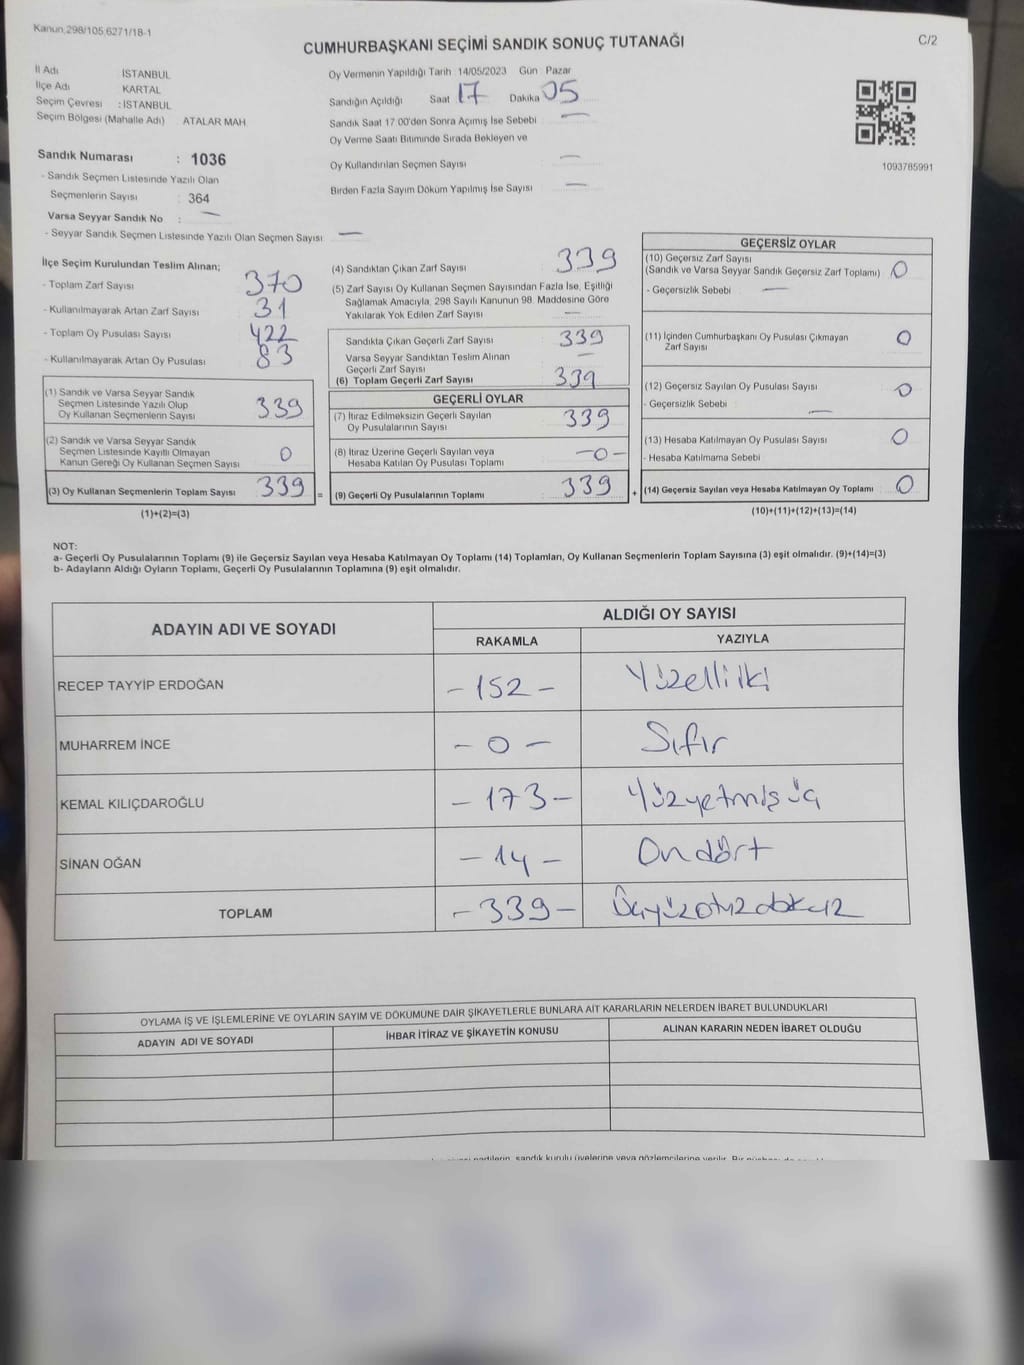 Kanun,298/105,6271/18-1
C/2
CUMHURBAŞKANI SEÇİMİ SANDIK SONUÇ TUTANAĞI
İl Adı İSTANBUL
İlçe Adı KARTAL
Seçim Çevresi : İSTANBUL
Seçim Bölgesi (Mahalle Adı) ATALAR MAH.
Sandık Numarası : 1036
- Sandık Seçmen Listesinde Yazılı Olan
Seçmenlerin Sayısı : 364
Varsa Seyyar Sandık No : —
- Seyyar Sandık Seçmen Listesinde Yazılı Olan Seçmen Sayısı: —
Oy Vermenin Yapıldığı Tarih 14/05/2023 Gün Pazar
Sandığın Açıldığı Saat 17 Dakika 05
Sandık Saat 17.00'den Sonra Açımış İse Sebebi —
Oy Verme Saati Bitiminde Sırada Bekleyen ve
Oy Kullandırılan Seçmen Sayısı —
Birden Fazla Sayım Döküm Yapılmış İse Sayısı —
1093785991
İlçe Seçim Kurulundan Teslim Alınan;
- Toplam Zarf Sayısı 370
- Kullanılmayarak Artan Zarf Sayısı 31
- Toplam Oy Pusulası Sayısı 422
- Kullanılmayarak Artan Oy Pusulası 83
(1) Sandık ve Varsa Seyyar Sandık
Seçmen Listesinde Yazılı Olup
Oy Kullanan Seçmenlerin Sayısı 339
(2) Sandık ve Varsa Seyyar Sandık
Seçmen Listesinde Kayıtlı Olmayan
Kanun Gereği Oy Kullanan Seçmen Sayısı 0
(3) Oy Kullanan Seçmenlerin Toplam Sayısı 339 =
(1)+(2)=(3)
(4) Sandıktan Çıkan Zarf Sayısı 339
(5) Zarf Sayısı Oy Kullanan Seçmen Sayısından Fazla İse, Eşitliği
Sağlamak Amacıyla, 298 Sayılı Kanunun 98. Maddesine Göre
Yakılarak Yok Edilen Zarf Sayısı —
Sandıkta Çıkan Geçerli Zarf Sayısı 339
Varsa Seyyar Sandıktan Teslim Alınan —
Geçerli Zarf Sayısı
(6) Toplam Geçerli Zarf Sayısı 339
GEÇERLİ OYLAR
(7) İtiraz Edilmeksizin Geçerli Sayılan
Oy Pusulalarının Sayısı 339
(8) İtiraz Üzerine Geçerli Sayılan veya
Hesaba Katılan Oy Pusulası Toplamı —0—
(9) Geçerli Oy Pusulalarının Toplamı 339 +
GEÇERSİZ OYLAR
(10) Geçersiz Zarf Sayısı
(Sandık ve Varsa Seyyar Sandık Geçersiz Zarf Toplamı) 0
- Geçersizlik Sebebi —
(11) İçinden Cumhurbaşkanı Oy Pusulası Çıkmayan
Zarf Sayısı 0
(12) Geçersiz Sayılan Oy Pusulası Sayısı 0
- Geçersizlik Sebebi —
(13) Hesaba Katılmayan Oy Pusulası Sayısı 0
- Hesaba Katılmama Sebebi
(14) Geçersiz Sayılan veya Hesaba Katılmayan Oy Toplamı 0
(10)+(11)+(12)+(13)=(14)
NOT:
a- Geçerli Oy Pusulalarının Toplamı (9) ile Geçersiz Sayılan veya Hesaba Katılmayan Oy Toplamı (14) Toplamları, Oy Kullanan Seçmenlerin Toplam Sayısına (3) eşit olmalıdır. (9)+(14)=(3)
b- Adayların Aldığı Oyların Toplamı, Geçerli Oy Pusulalarının Toplamına (9) eşit olmalıdır.
ADAYIN ADI VE SOYADI
ALDIĞI OY SAYISI
RAKAMLA YAZIYLA
RECEP TAYYİP ERDOĞAN - 152 - Yüzelliiki
MUHARREM İNCE - 0 - Sıfır
KEMAL KILIÇDAROĞLU - 173 - Yüzyetmişüç
SİNAN OĞAN - 14 - Ondört
TOPLAM - 339 - Üçyüzotuzdokuz
OYLAMA İŞ VE İŞLEMLERİNE VE OYLARIN SAYIM VE DÖKÜMÜNE DAİR ŞİKAYETLERLE BUNLARA AİT KARARLARIN NELERDEN İBARET BULUNDUKLARI
ADAYIN ADI VE SOYADI İHBAR İTİRAZ VE ŞİKAYETİN KONUSU ALINAN KARARIN NEDEN İBARET OLDUĞU